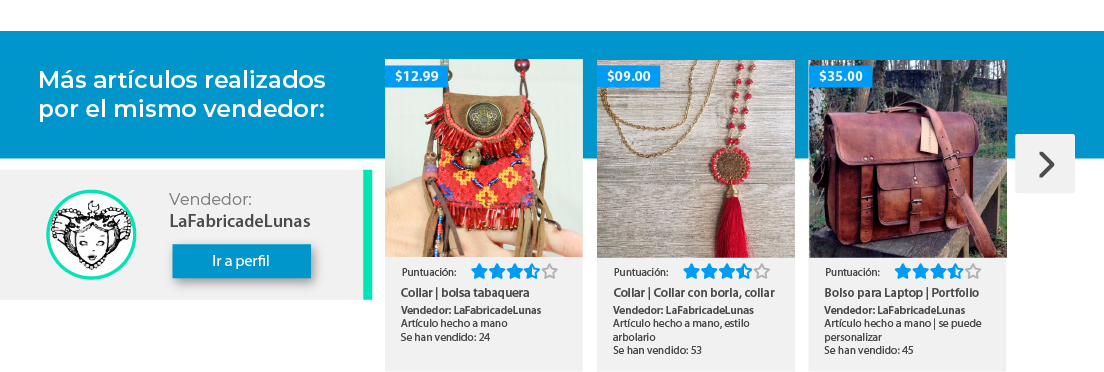 Más artículos realizados
por el mismo vendedor:
Vendedor:
LaFabricadeLunas
Ir a perfil
$12.99
Puntuación:
Collar | bolsa tabaquera
Vendedor: LaFabricadeLunas
Artículo hecho a mano
Se han vendido: 24
$09.00
Puntuación:
Collar | Collar con borla, collar
Vendedor: LaFabricadeLunas
Artículo hecho a mano, estilo
arbolario
Se han vendido: 53
$35.00
Puntuación:
Bolso para Laptop | Portfolio
Vendedor: LaFabricadeLunas
Artículo hecho a mano | se puede
personalizar
Se han vendido: 45